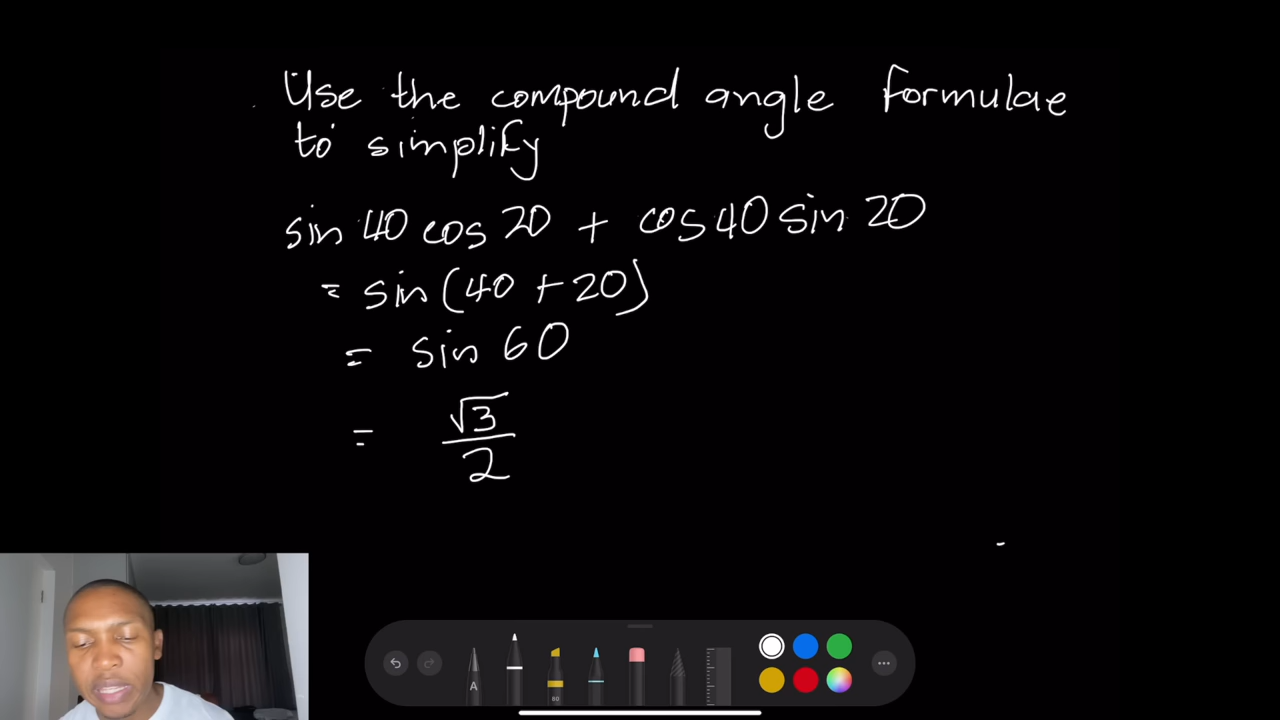 Use the compound angle formulae
to simplify
sin 40 cos 20 + cos 40 sin 20
= sin(40 + 20)
= sin 60
= √3/2
A
80